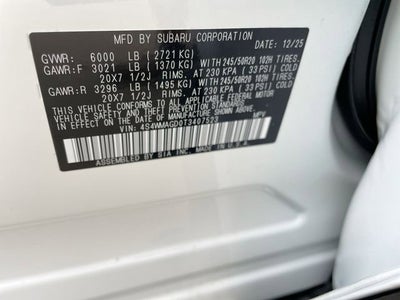 MFD BY SUBARU CORPORATION DATE: 12/25
GVWR: 6000 LB (2721 KG)
GAWR:F 3021 LB (1370 KG) WITH 245/50R20 102H TIRES.
20X7 1/2J RIMS. AT 230 KPA (33 PSI) COLD
GAWR:R 3296 LB (1495 KG) WITH 245/50R20 102H TIRES.
20X7 1/2J RIMS. AT 230 KPA (33 PSI) COLD
THIS VEHICLE CONFORMS TO ALL APPLICABLE FEDERAL MOTOR
VEHICLE SAFETY AND THEFT PREVENTION STANDARDS IN
EFFECT ON THE DATE OF MANUFACTURE SHOWN ABOVE.
VIN: 4S4WMAGD0T3407523 MPV
ASSEMBLED BY SIA INC. MADE IN U.S.A.